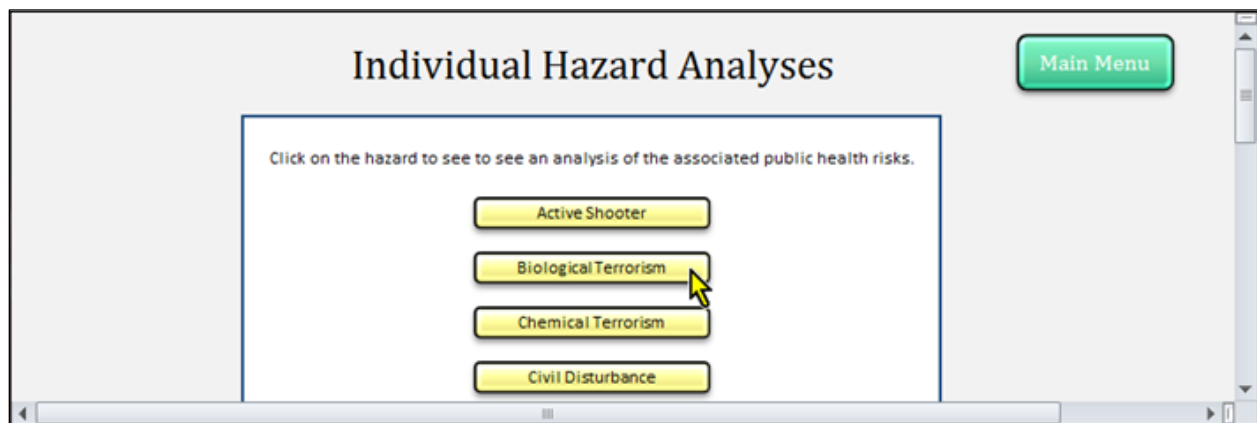 Individual Hazard Analyses
Main Menu
Click on the hazard to see to see an analysis of the associated public health risks.
Active Shooter
Biological Terrorism
Chemical Terrorism
Civil Disturbance